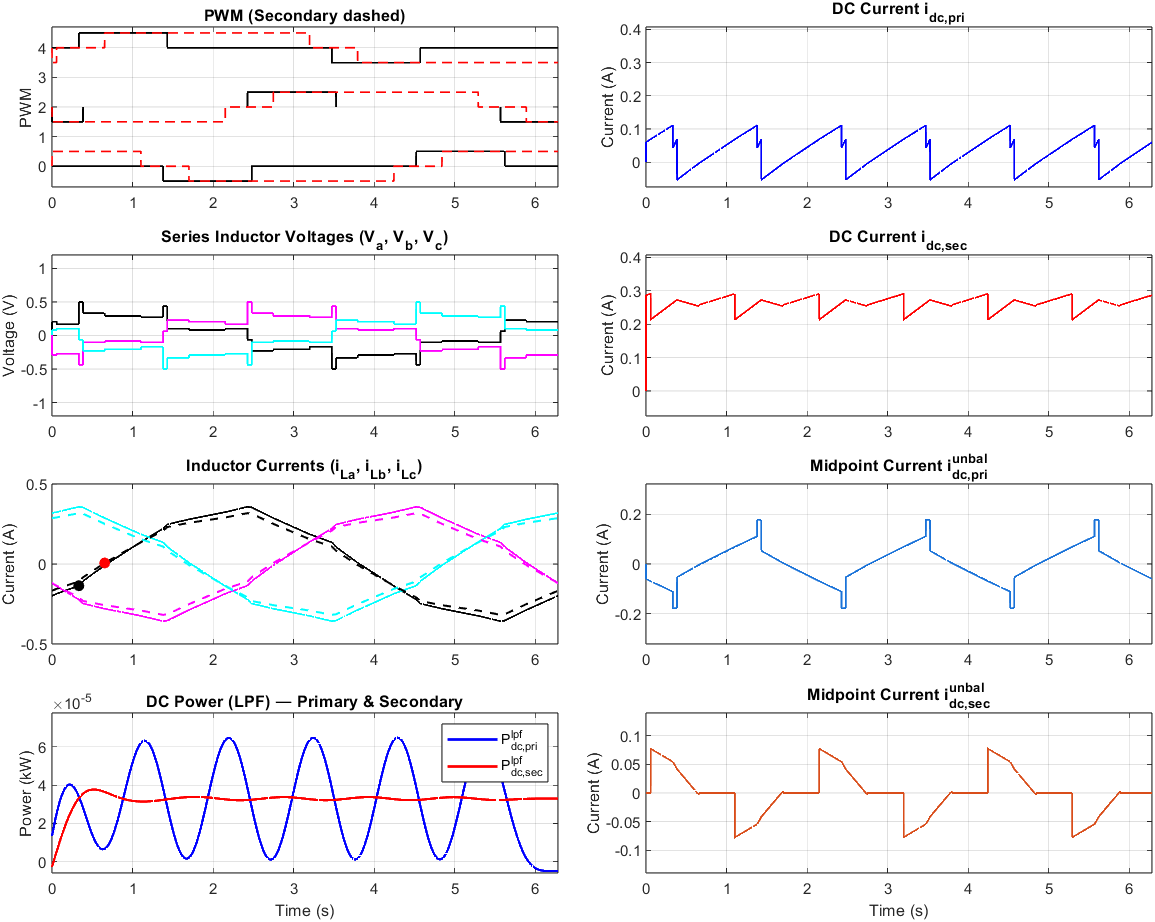 PWM (Secondary dashed)
PWM
4
3
2
1
0
0 1 2 3 4 5 6
DC Current i_dc,pri
Current (A)
0.4
0.3
0.2
0.1
0
0 1 2 3 4 5 6
Series Inductor Voltages (V_a, V_b, V_c)
Voltage (V)
1
0.5
0
-0.5
-1
0 1 2 3 4 5 6
DC Current i_dc,sec
Current (A)
0.4
0.3
0.2
0.1
0
0 1 2 3 4 5 6
Inductor Currents (i_La, i_Lb, i_Lc)
Current (A)
0.5
0
-0.5
0 1 2 3 4 5 6
Midpoint Current i_dc,pri^unbal
Current (A)
0.2
0
-0.2
0 1 2 3 4 5 6
DC Power (LPF) — Primary & Secondary
×10^-5
Power (kW)
6
4
2
0
P_dc,pri^lpf
P_dc,sec^lpf
0 1 2 3 4 5 6
Time (s)
Midpoint Current i_dc,sec^unbal
Current (A)
0.1
0.05
0
-0.05
-0.1
0 1 2 3 4 5 6
Time (s)